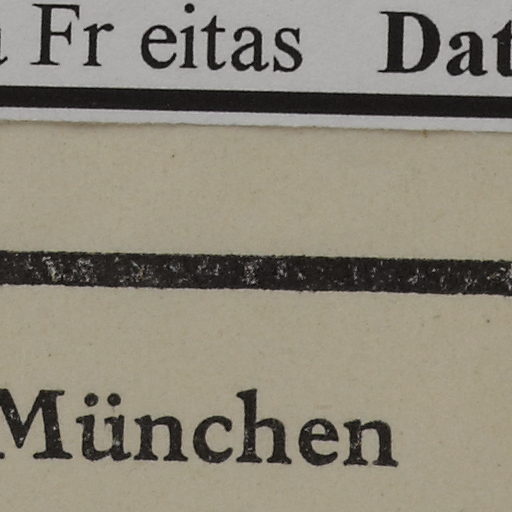 Fr eitas Dat
München